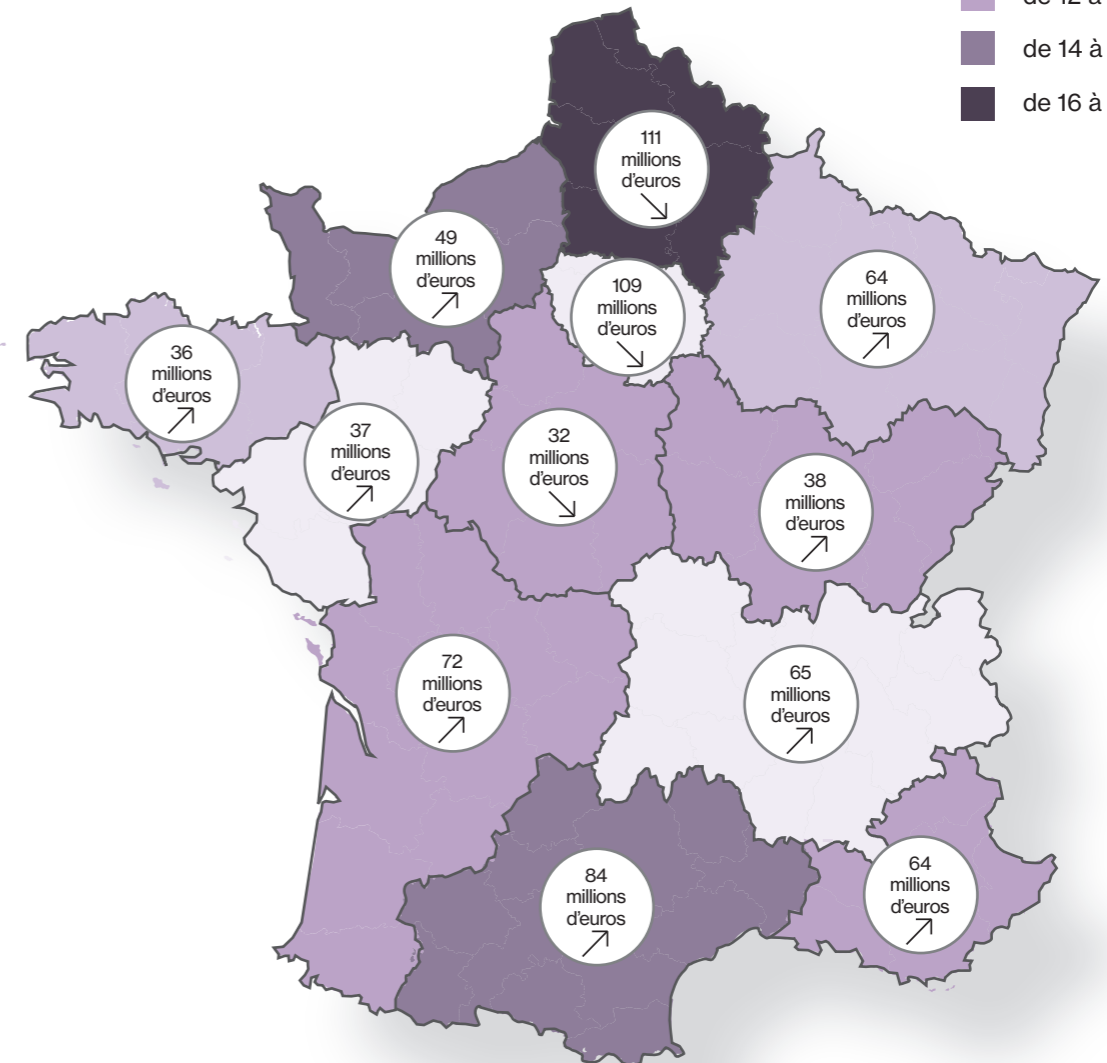 de 12 à
de 14 à
de 16 à
111
millions
d'euros
49
millions
d'euros
109
millions
d'euros
64
millions
d'euros
36
millions
d'euros
37
millions
d'euros
32
millions
d'euros
38
millions
d'euros
72
millions
d'euros
65
millions
d'euros
84
millions
d'euros
64
millions
d'euros